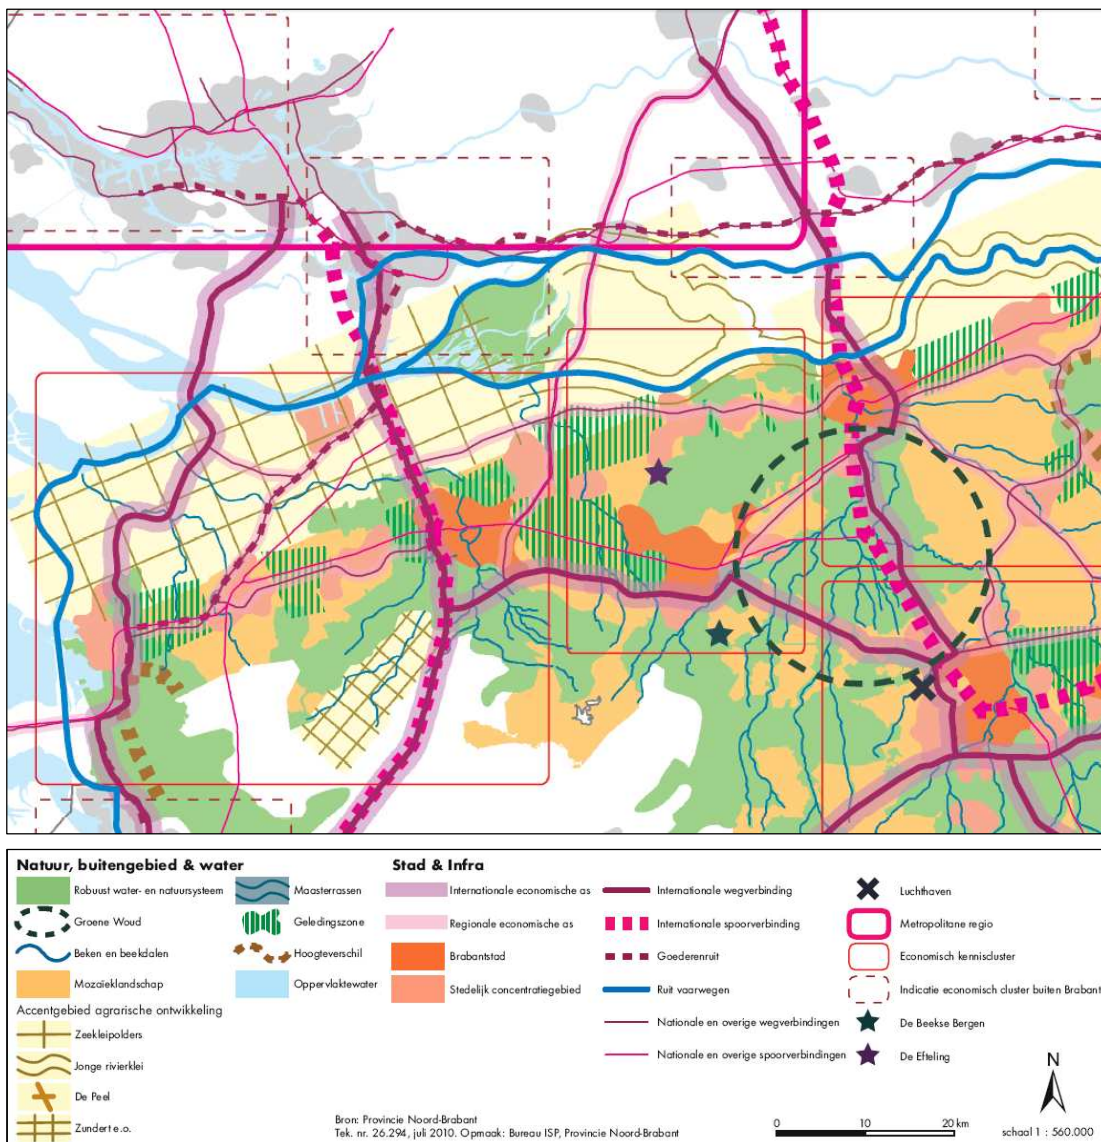 Natuur, buitengebied & water
Robuust water- en natuursysteem
Groene Woud
Beken en beekdalen
Mozaïeklandschap
Accentgebied agrarische ontwikkeling
Zeekleipolders
Jonge rivierklei
De Peel
Zundert e.o.
Maasterrassen
Geledingszone
Hoogteverschil
Oppervlaktewater
Stad & Infra
Internationale economische as
Regionale economische as
Brabantstad
Stedelijk concentratiegebied
Internationale wegverbinding
Internationale spoorverbinding
Goederenruit
Ruit vaarwegen
Nationale en overige wegverbindingen
Nationale en overige spoorverbindingen
Luchthaven
Metropolitane regio
Economisch kenniscluster
Indicatie economisch cluster buiten Brabant
De Beekse Bergen
De Efteling
Bron: Provincie Noord-Brabant
Tek. nr. 26.294, juli 2010. Opmaak: Bureau ISP, Provincie Noord-Brabant
0 10 20 km
N
schaal 1 : 560.000